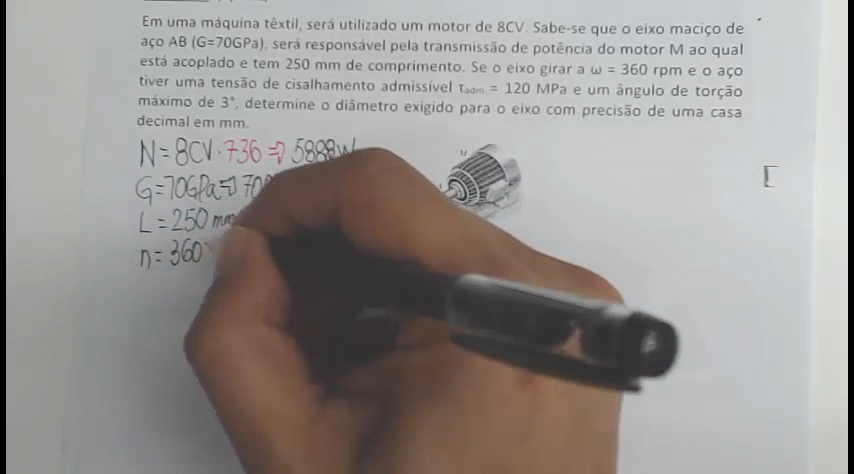 Em uma máquina têxtil, será utilizado um motor de 8CV. Sabe-se que o eixo maciço de
aço AB (G=70GPa), será responsável pela transmissão de potência do motor M ao qual
está acoplado e tem 250 mm de comprimento. Se o eixo girar a ω = 360 rpm e o aço
tiver uma tensão de cisalhamento admissível τadm = 120 MPa e um ângulo de torção
máximo de 3°, determine o diâmetro exigido para o eixo com precisão de uma casa
decimal em mm.
N = 8CV · 736 ⇒ 5888W
G = 70GPa ⇒
L = 250 mm
n = 360